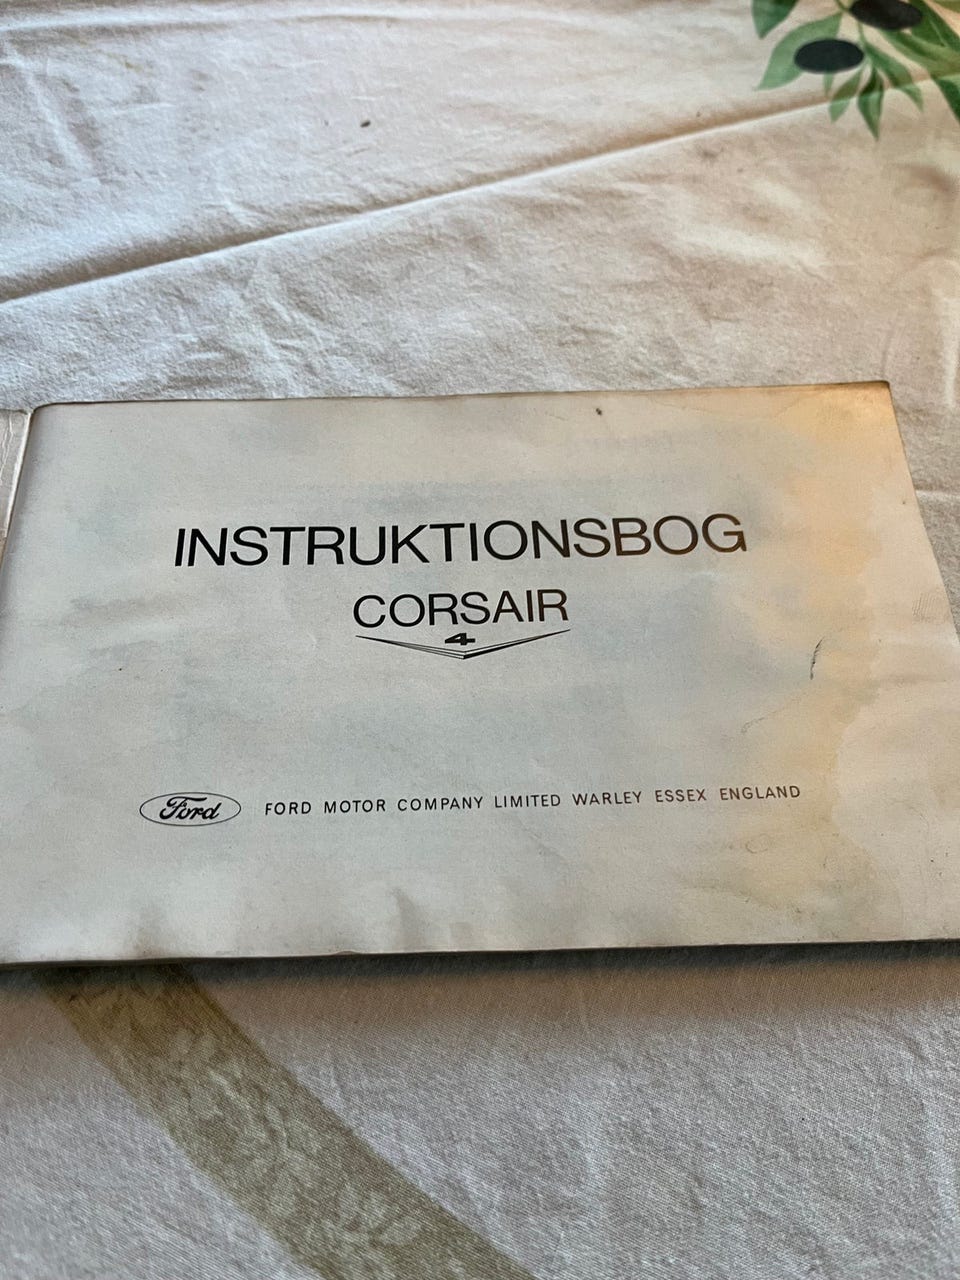 INSTRUKTIONSBOG
CORSAIR
4
Ford FORD MOTOR COMPANY LIMITED WARLEY ESSEX ENGLAND